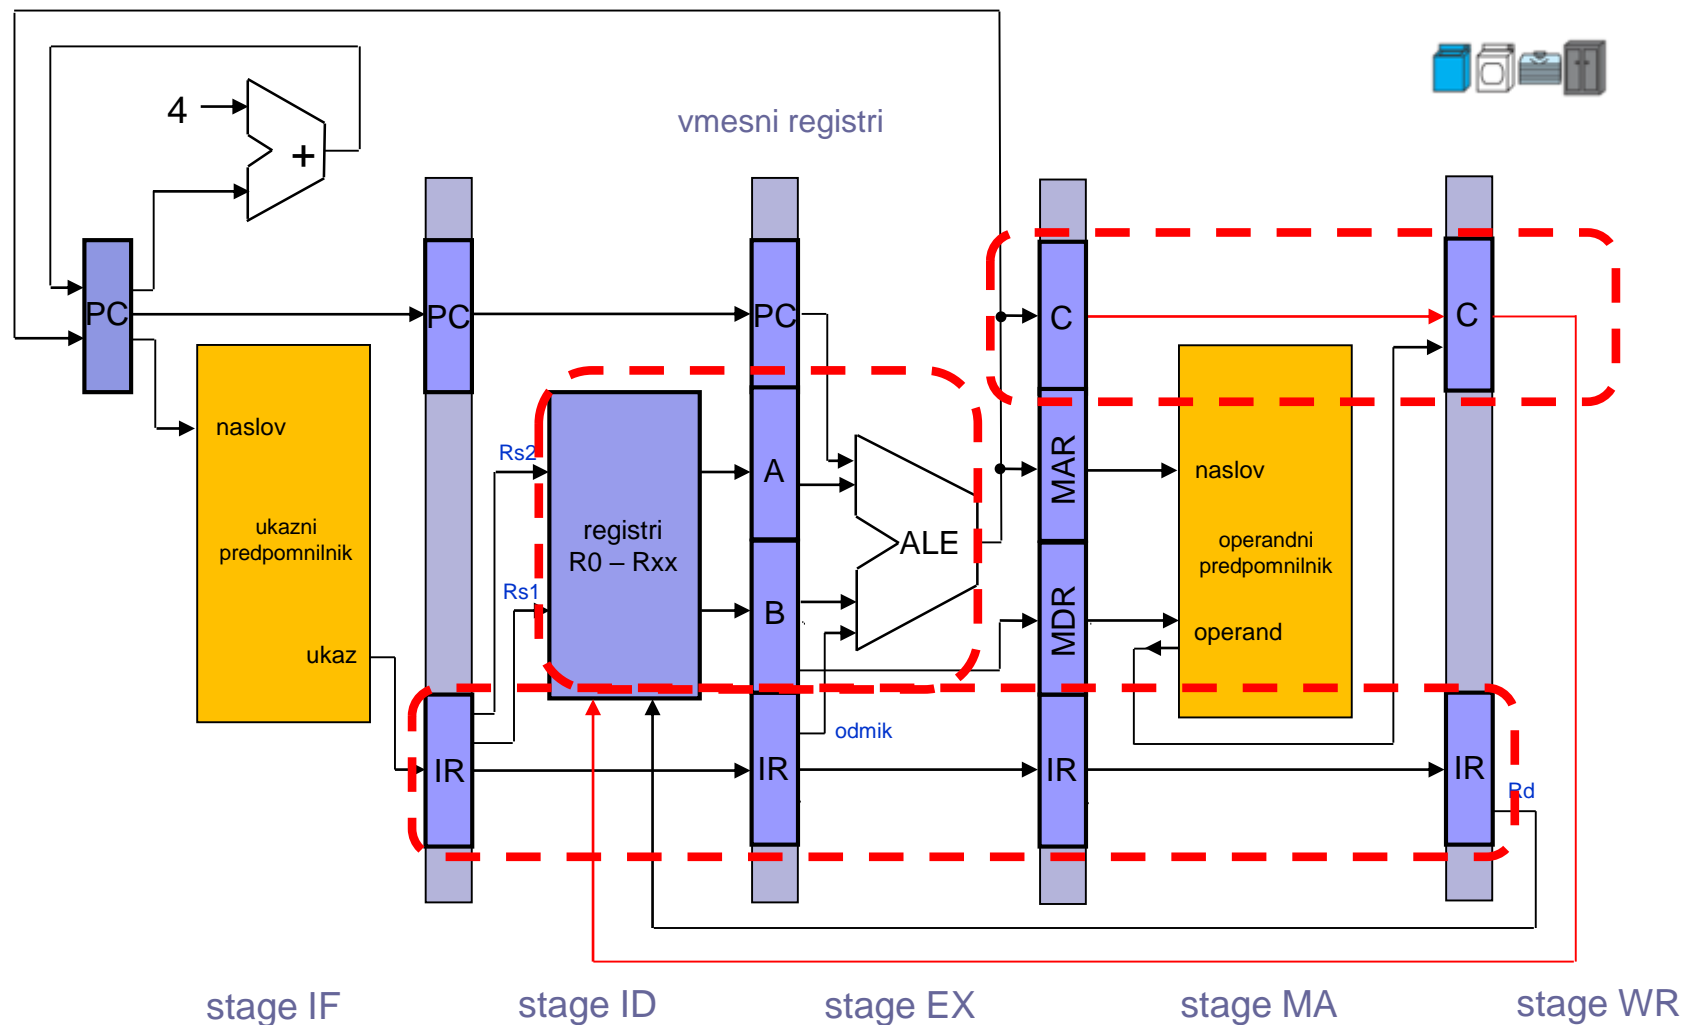 4
+
vmesni registri
PC
PC
PC
C
C
naslov
ukazni
predpomnilnik
ukaz
Rs2
Rs1
registri
R0 – Rxx
A
B
ALE
MAR
MDR
naslov
operandni
predpomnilnik
operand
odmik
IR
IR
IR
IR
Rd
stage IF
stage ID
stage EX
stage MA
stage WR